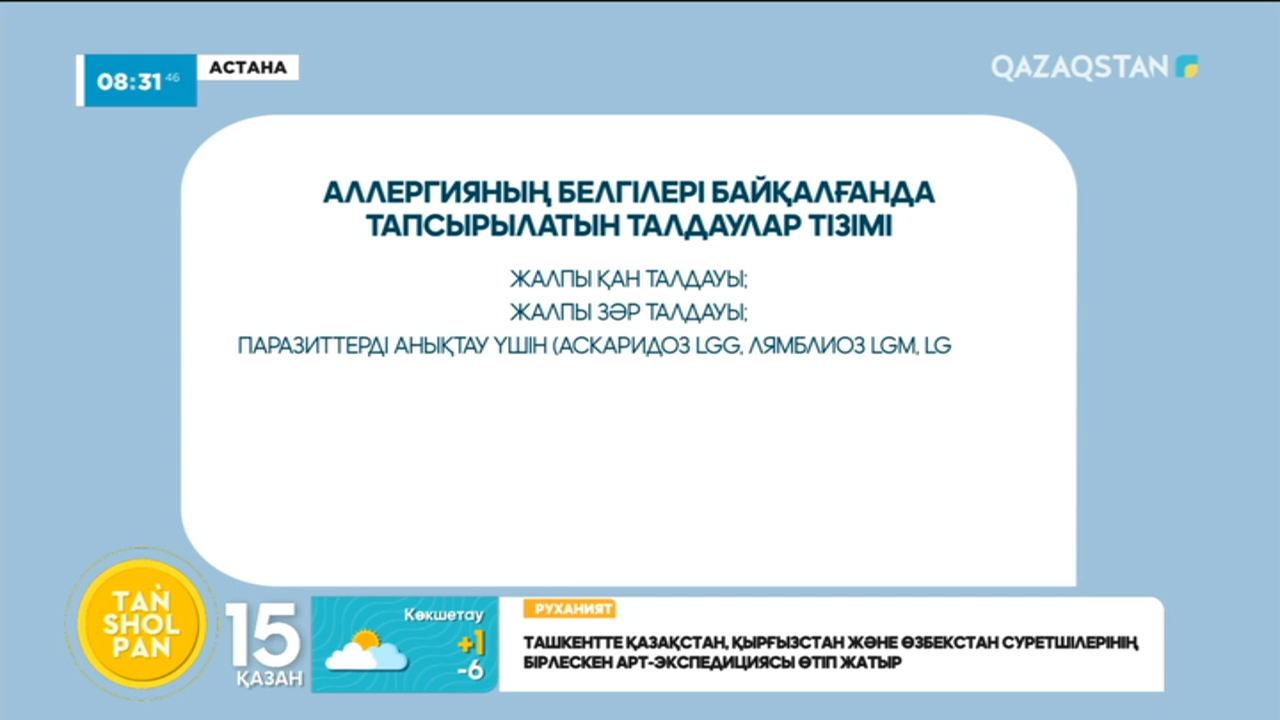 08:31 46
АСТАНА
QAZAQSTAN
АЛЛЕРГИЯНЫҢ БЕЛГІЛЕРІ БАЙҚАЛҒАНДА
ТАПСЫРЫЛАТЫН ТАЛДАУЛАР ТІЗІМІ
ЖАЛПЫ ҚАН ТАЛДАУЫ;
ЖАЛПЫ ЗӘР ТАЛДАУЫ;
ПАРАЗИТТЕРДІ АНЫҚТАУ ҮШІН (АСКАРИДОЗ LGG, ЛЯМБЛИОЗ LGM, LG
TAŃ
SHOL
PAN
15
ҚАЗАН
Көкшетау
+1
-6
РУХАНИЯТ
ТАШКЕНТТЕ ҚАЗАҚСТАН, ҚЫРҒЫЗСТАН ЖӘНЕ ӨЗБЕКСТАН СУРЕТШІЛЕРІНІҢ
БІРЛЕСКЕН АРТ-ЭКСПЕДИЦИЯСЫ ӨТІП ЖАТЫР